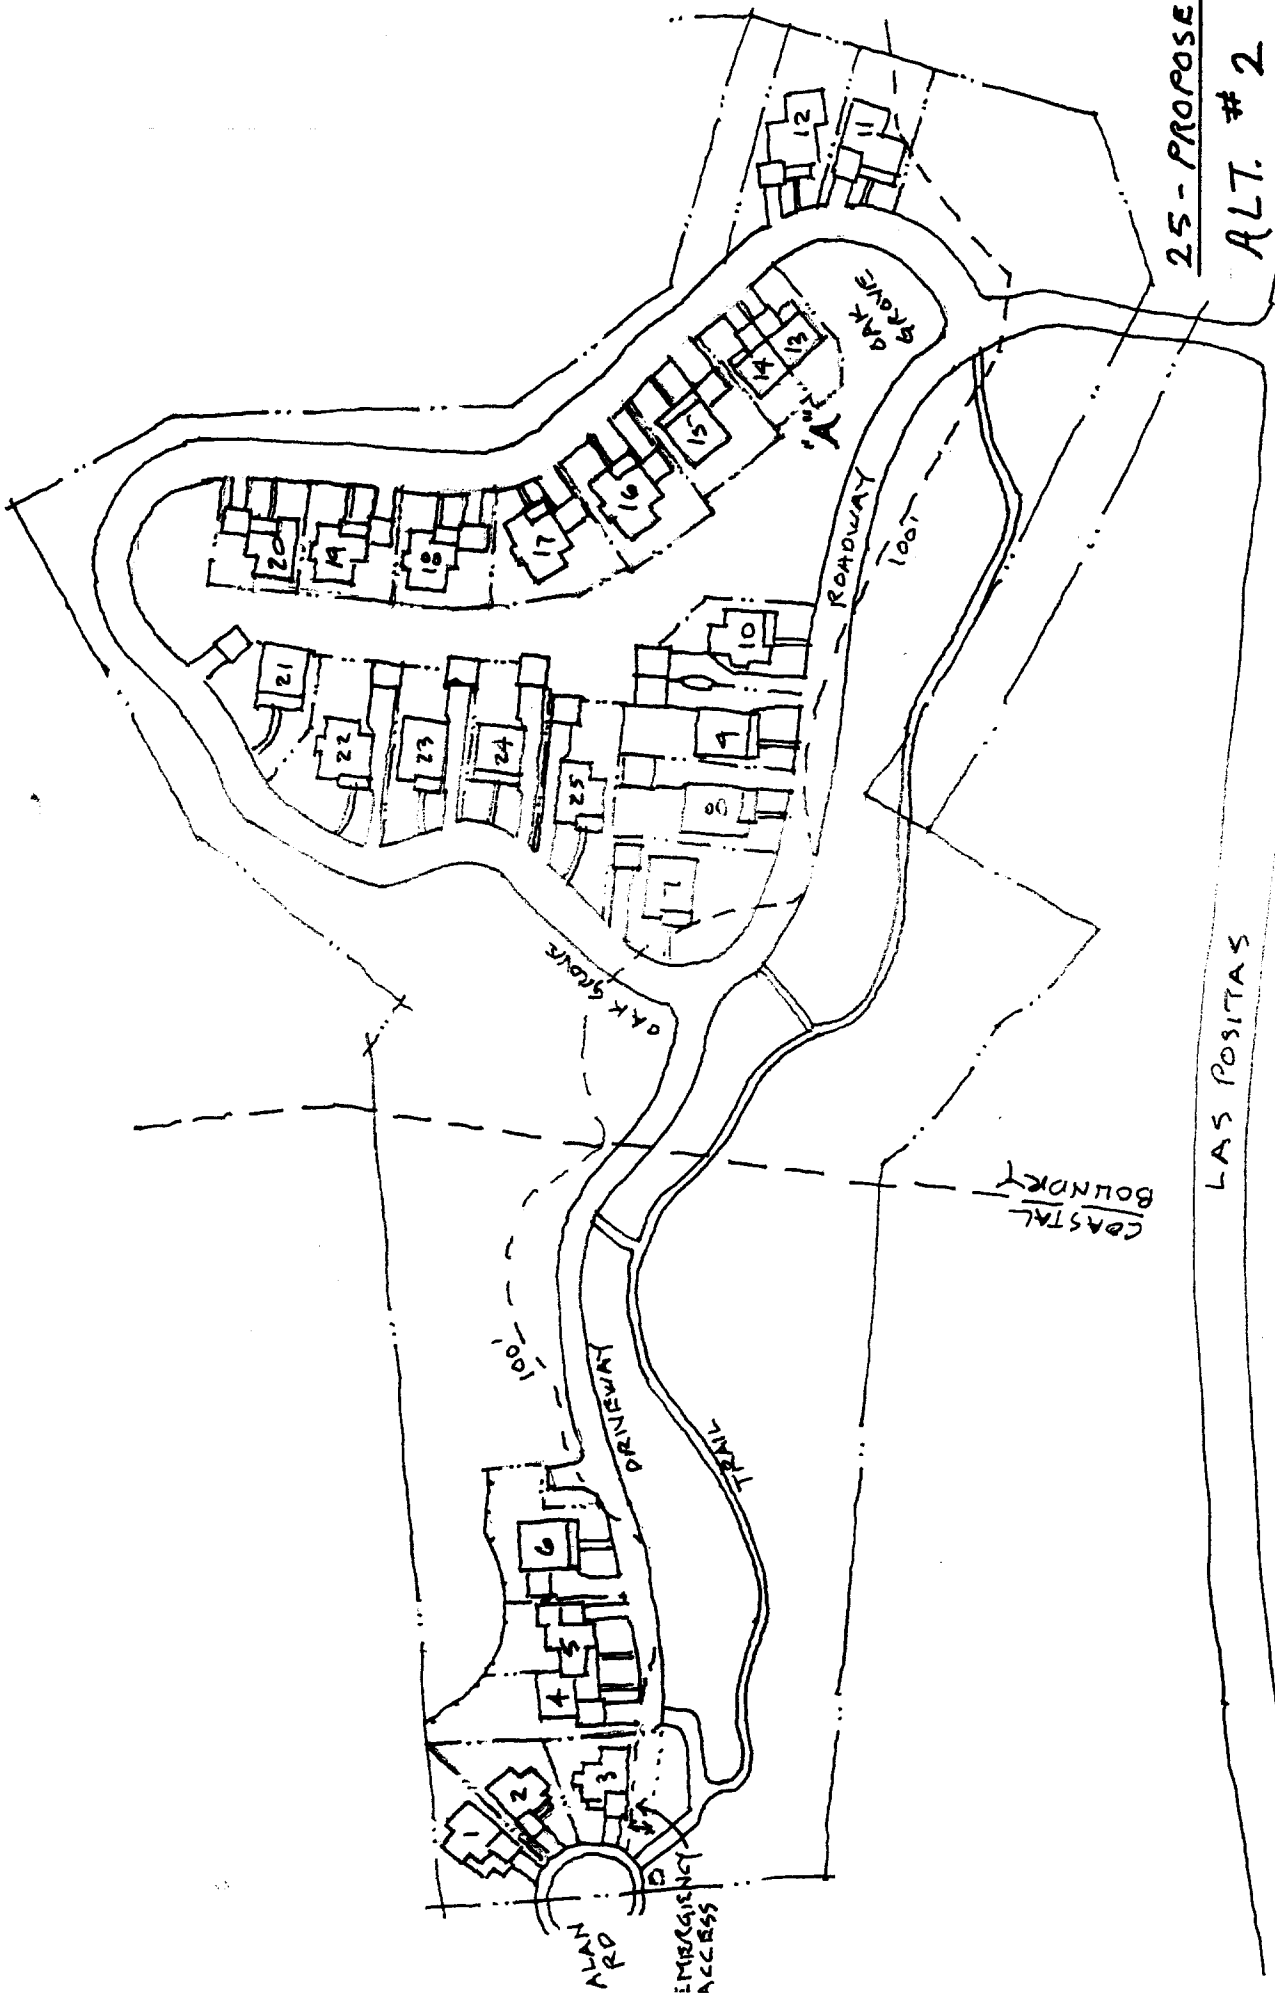 25 - PROPOSE
ALT. # 2
12
11
OAK
GROVE
13
14
"A"
15
16
17
18
19
20
21
22
23
24
25
10
9
8
7
ROADWAY
100'
OAK GROVE
COASTAL
BOUNDRY
LAS POSITAS
100'
DRIVEWAY
TRAIL
6
5
4
3
2
1
ALAN
RD
EMERGENCY
ACCESS